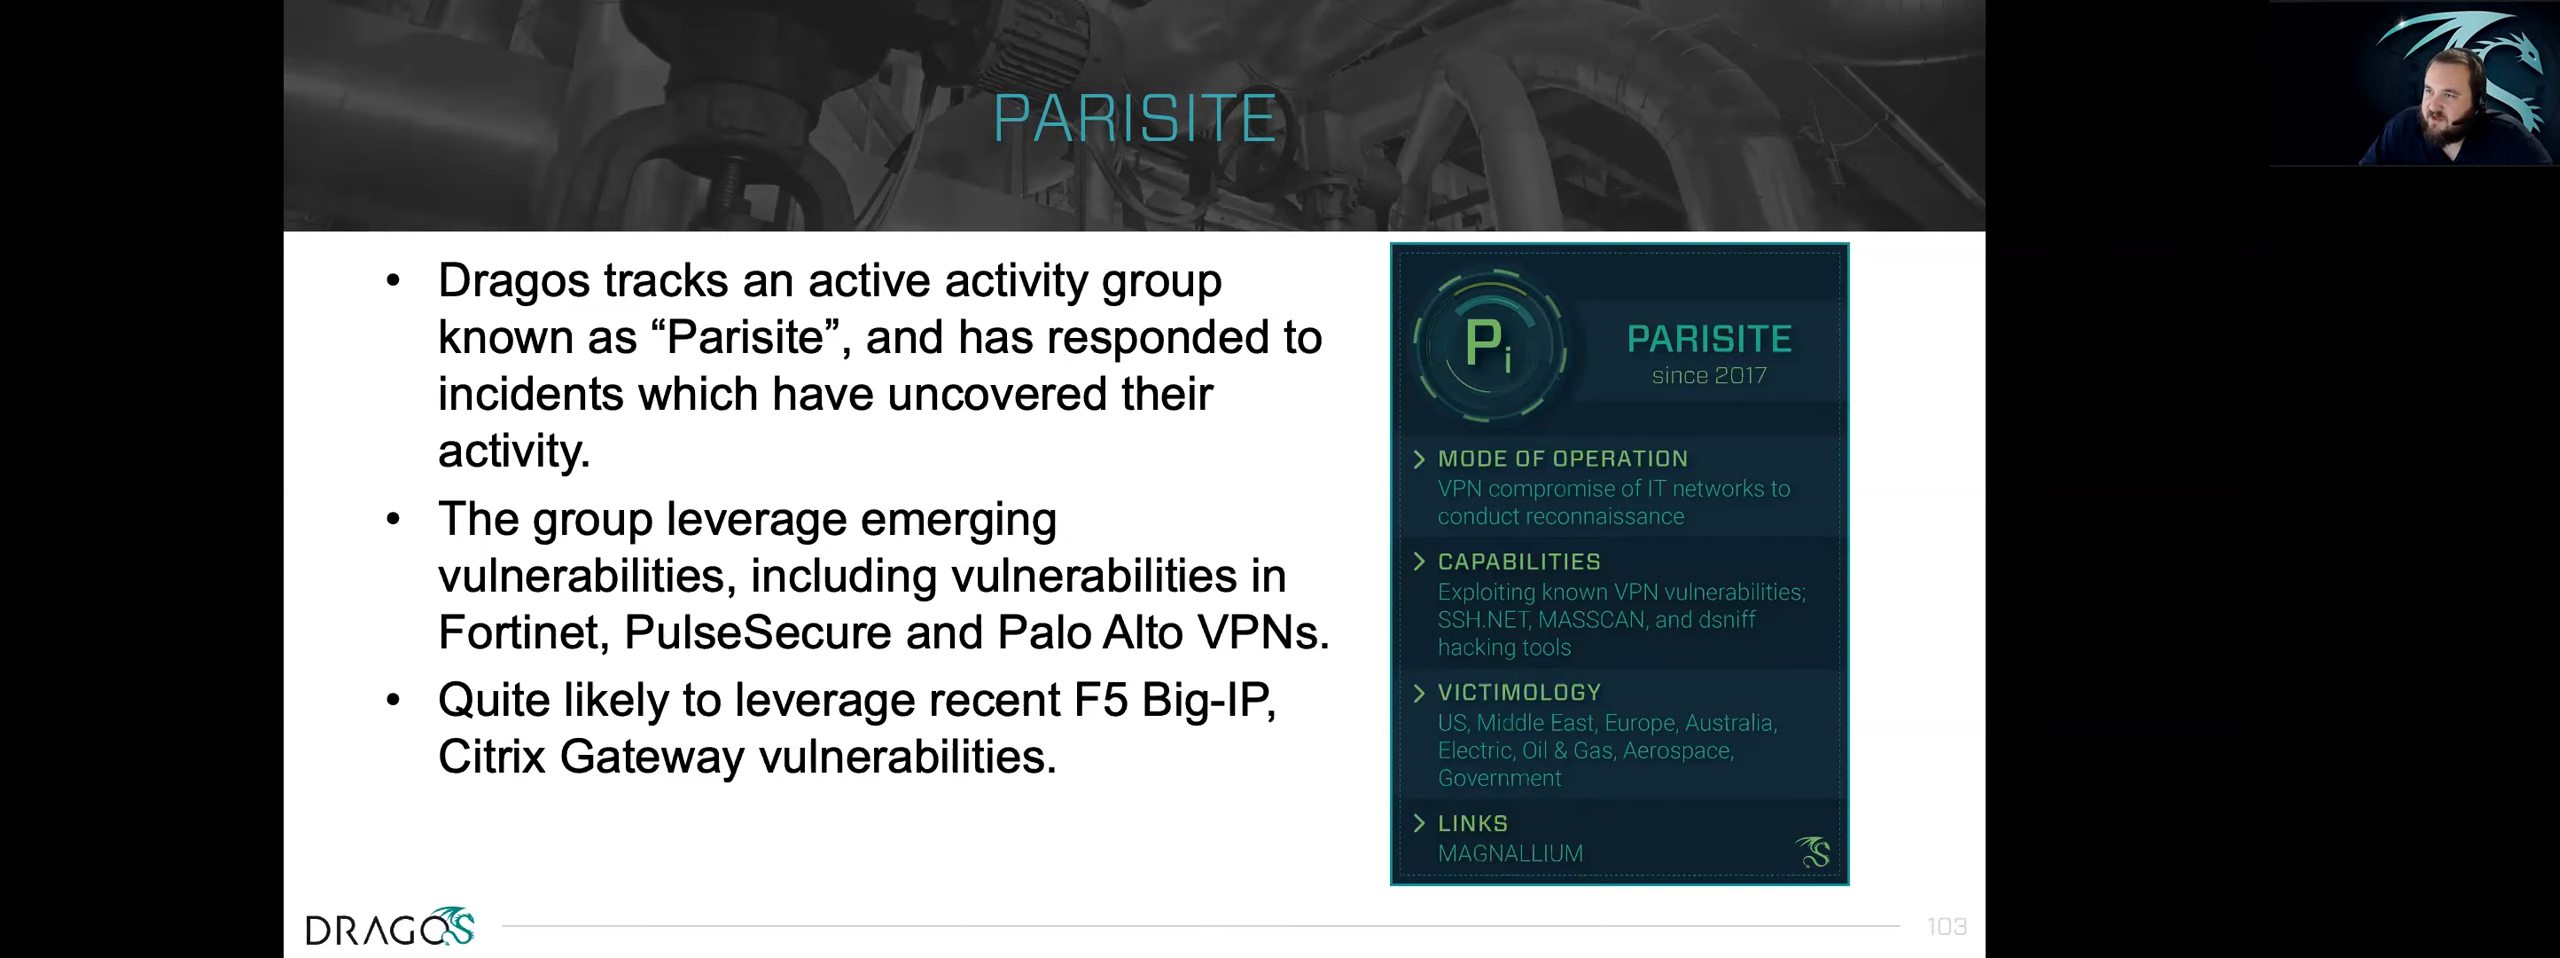 PARISITE
• Dragos tracks an active activity group
known as “Parisite”, and has responded to
incidents which have uncovered their
activity.
• The group leverage emerging
vulnerabilities, including vulnerabilities in
Fortinet, PulseSecure and Palo Alto VPNs.
• Quite likely to leverage recent F5 Big-IP,
Citrix Gateway vulnerabilities.
Pi
PARISITE
since 2017
> MODE OF OPERATION
VPN compromise of IT networks to
conduct reconnaissance
> CAPABILITIES
Exploiting known VPN vulnerabilities;
SSH.NET, MASSCAN, and dsniff
hacking tools
> VICTIMOLOGY
US, Middle East, Europe, Australia,
Electric, Oil & Gas, Aerospace,
Government
> LINKS
MAGNALLIUM
DRAGOS
103